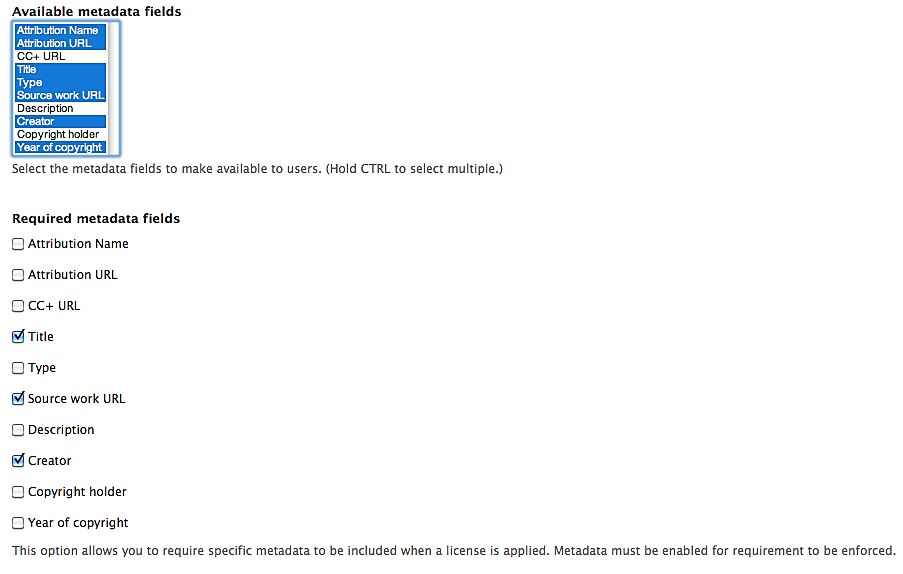 Available metadata fields
Attribution Name
Attribution URL
CC+ URL
Title
Type
Source work URL
Description
Creator
Copyright holder
Year of copyright
Select the metadata fields to make available to users. (Hold CTRL to select multiple.)
Required metadata fields
Attribution Name
Attribution URL
CC+ URL
Title
Type
Source work URL
Description
Creator
Copyright holder
Year of copyright
This option allows you to require specific metadata to be included when a license is applied. Metadata must be enabled for requirement to be enforced.